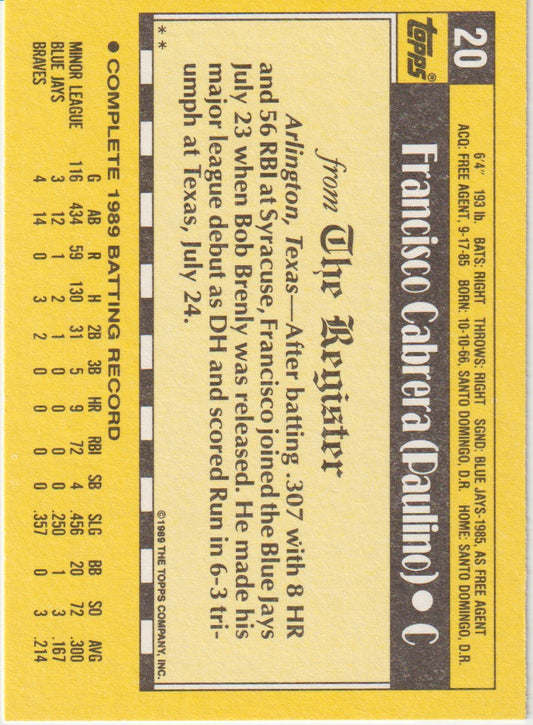 20
6'4" 193 lb. BATS: RIGHT THROWS: RIGHT SGND: BLUE JAYS-1985, AS FREE AGENT
ACQ: FREE AGENT, 9-17-85 BORN: 10-10-66, SANTO DOMINGO, D.R. HOME: SANTO DOMINGO, D.R.
topps®
Francisco Cabrera (Paulino) • C
from The Register
Arlington, Texas—After batting .307 with 8 HR
and 56 RBI at Syracuse, Francisco joined the Blue Jays
July 23 when Bob Brenly was released. He made his
major league debut as DH and scored Run in 6-3 tri-
umph at Texas, July 24.
* *
©1989 THE TOPPS COMPANY, INC.
• COMPLETE 1989 BATTING RECORD
G AB R H 2B 3B HR RBI SB SLG BB SO AVG
MINOR LEAGUE 116 434 59 130 31 5 9 72 4 .456 20 72 .300
BLUE JAYS 3 12 1 2 1 0 0 0 0 .250 1 3 .167
BRAVES 4 14 0 3 2 0 0 0 0 .357 0 3 .214